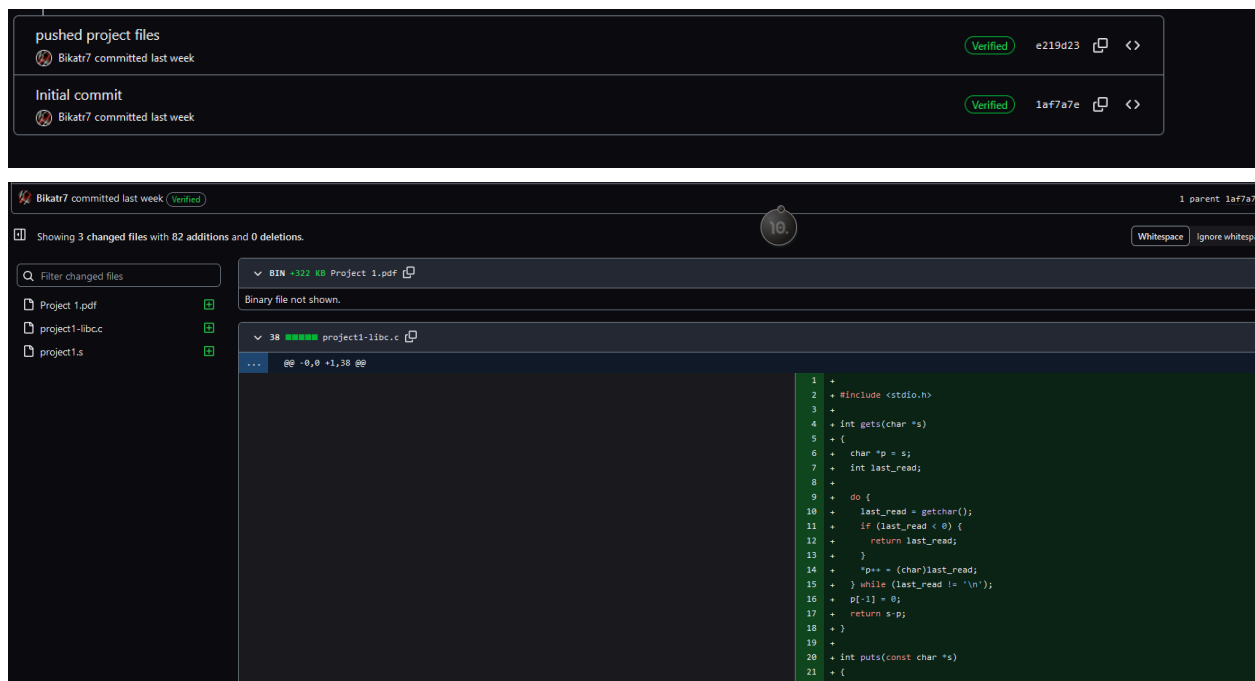 pushed project files
Bikatr7 committed last week
Verified
e219d23
Initial commit
Bikatr7 committed last week
Verified
1af7a7e
Bikatr7 committed last week Verified
1 parent 1af7a7
Showing 3 changed files with 82 additions and 0 deletions.
10.
Whitespace Ignore whitespa
Filter changed files
Project 1.pdf
project1-libc.c
project1.s
BIN +322 KB Project 1.pdf
Binary file not shown.
38 project1-libc.c
... @@ -0,0 +1,38 @@
1 +
2 + #include <stdio.h>
3 +
4 + int gets(char *s)
5 + {
6 + char *p = s;
7 + int last_read;
8 +
9 + do {
10 + last_read = getchar();
11 + if (last_read < 0) {
12 + return last_read;
13 + }
14 + *p++ = (char)last_read;
15 + } while (last_read != '\n');
16 + p[-1] = 0;
17 + return s-p;
18 + }
19 +
20 + int puts(const char *s)
21 + {